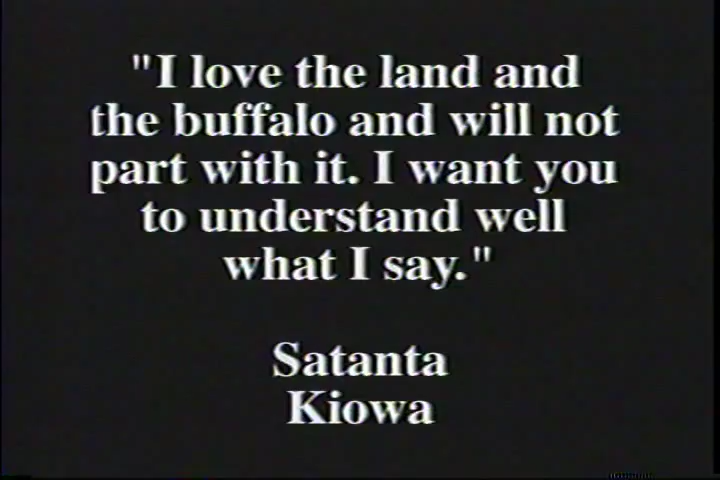 "I love the land and
the buffalo and will not
part with it. I want you
to understand well
what I say."
Satanta
Kiowa